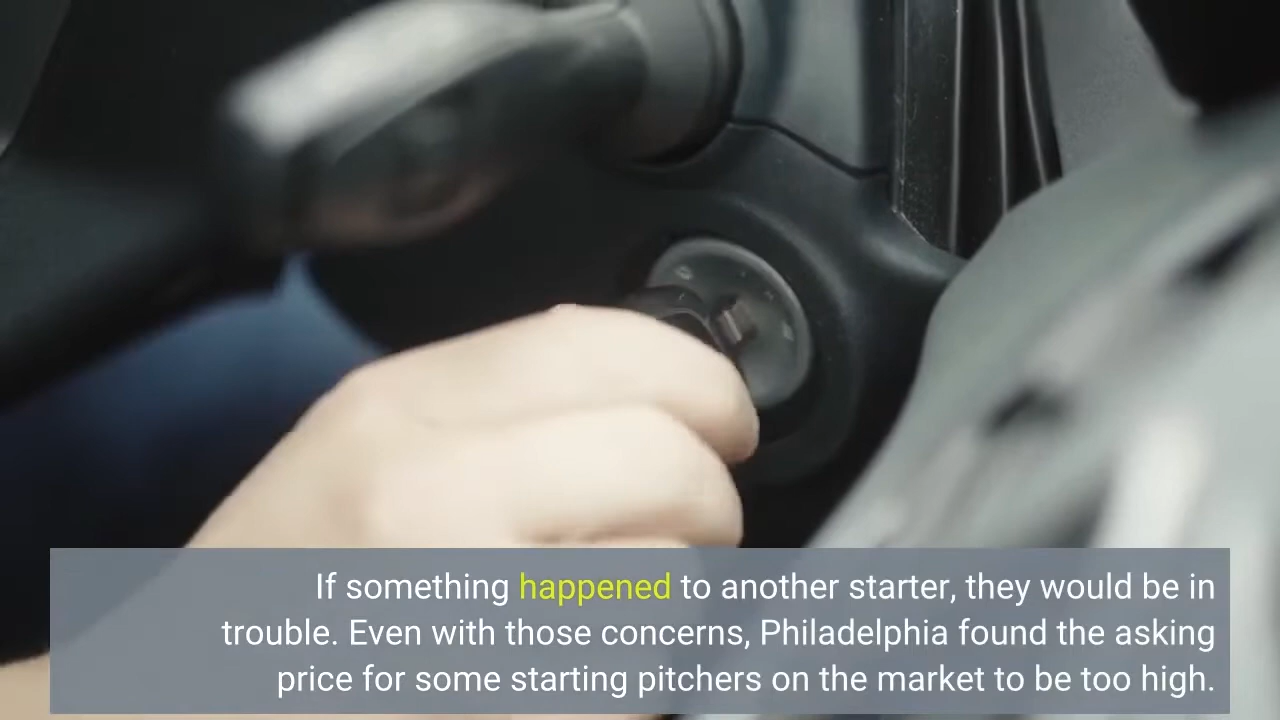 If something happened to another starter, they would be in
trouble. Even with those concerns, Philadelphia found the asking
price for some starting pitchers on the market to be too high.